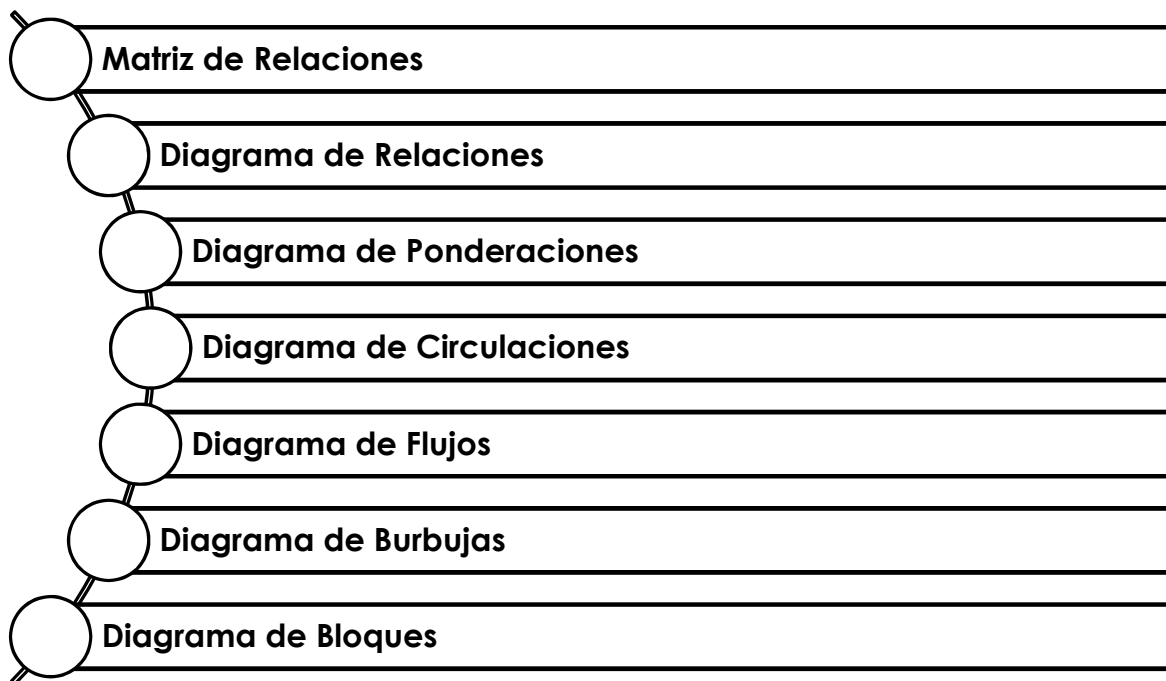 Matriz de Relaciones
Diagrama de Relaciones
Diagrama de Ponderaciones
Diagrama de Circulaciones
Diagrama de Flujos
Diagrama de Burbujas
Diagrama de Bloques